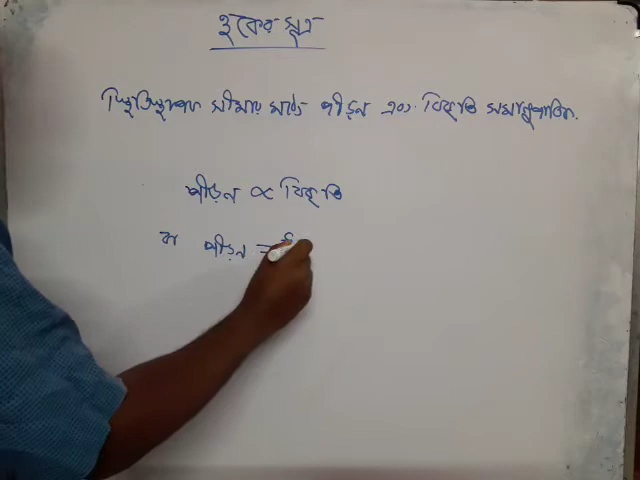 হুকের সূত্র
স্থিতিস্থাপক সীমার মধ্যে পীড়ন এবং বিকৃতি সমানুপাতিক.
পীড়ন ∝ বিকৃতি
বা পীড়ন =